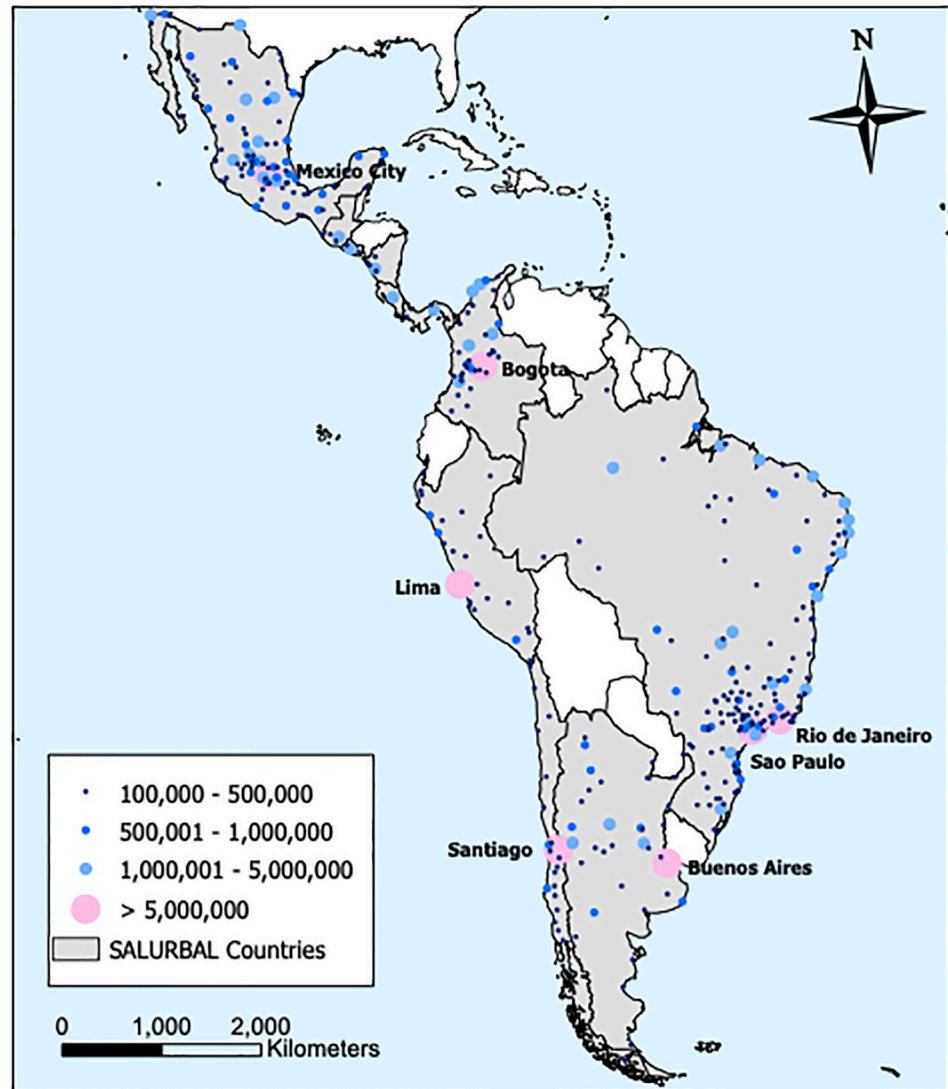 N
Mexico City
Bogota
Lima
Rio de Janeiro
Sao Paulo
Santiago
Buenos Aires
100,000 - 500,000
500,001 - 1,000,000
1,000,001 - 5,000,000
> 5,000,000
SALURBAL Countries
0 1,000 2,000
Kilometers